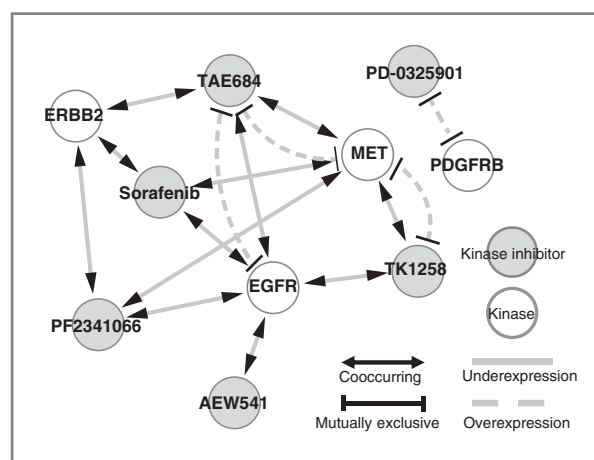 TAE684
PD-0325901
ERBB2
MET
PDGFRB
Sorafenib
TK1258
Kinase inhibitor
EGFR
Kinase
PF2341066
Cooccurring
Underexpression
AEW541
Mutually exclusive
Overexpression